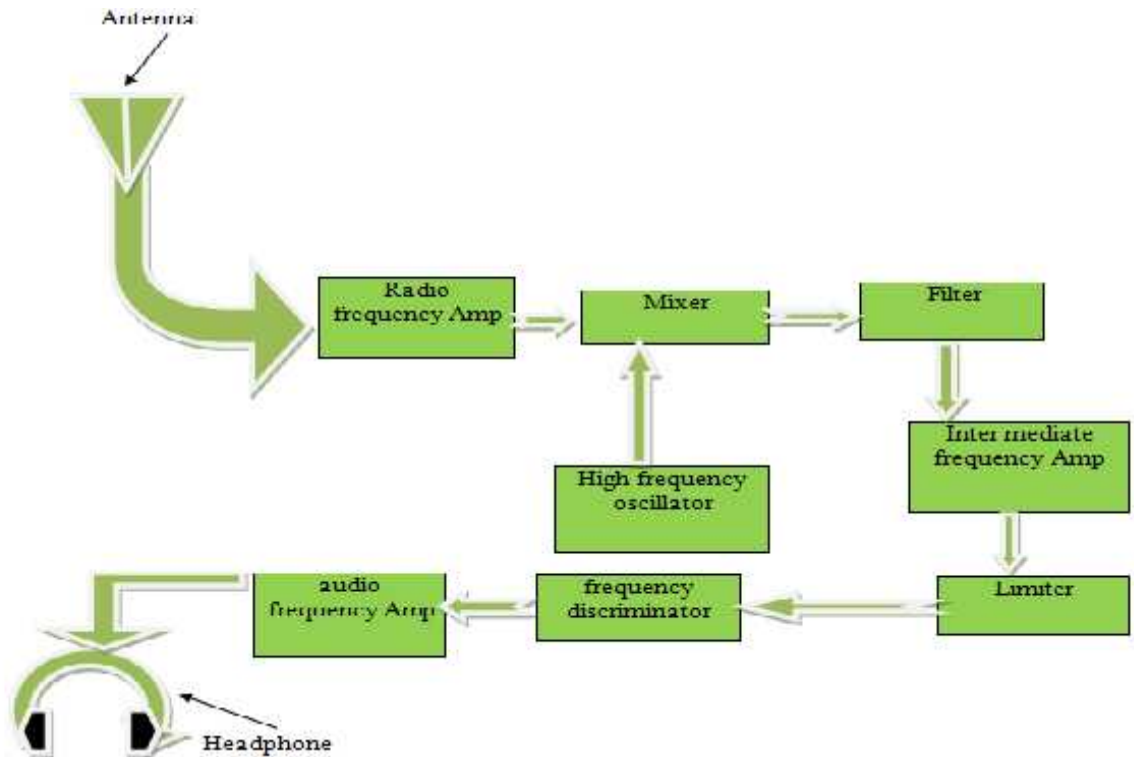 Antenna
Radio
frequency Amp
Mixer
Filter
Inter mediate
frequency Amp
High frequency
oscillator
Limiter
frequency
discriminator
audio
frequency Amp
Headphone